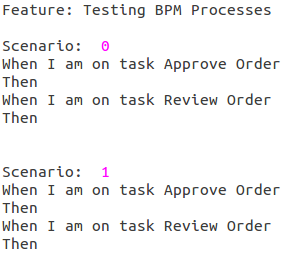 Feature: Testing BPM Processes
Scenario:  0
When I am on task Approve Order
Then
When I am on task Review Order
Then
Scenario:  1
When I am on task Approve Order
Then
When I am on task Review Order
Then